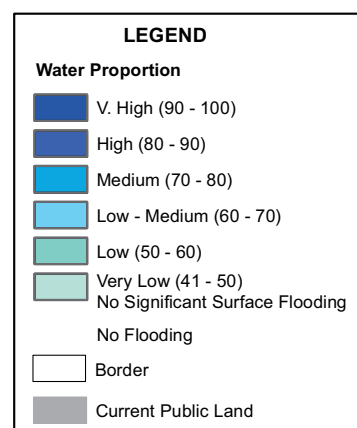 LEGEND
Water Proportion
V. High (90 - 100)
High (80 - 90)
Medium (70 - 80)
Low - Medium (60 - 70)
Low (50 - 60)
Very Low (41 - 50)
No Significant Surface Flooding
No Flooding
Border
Current Public Land